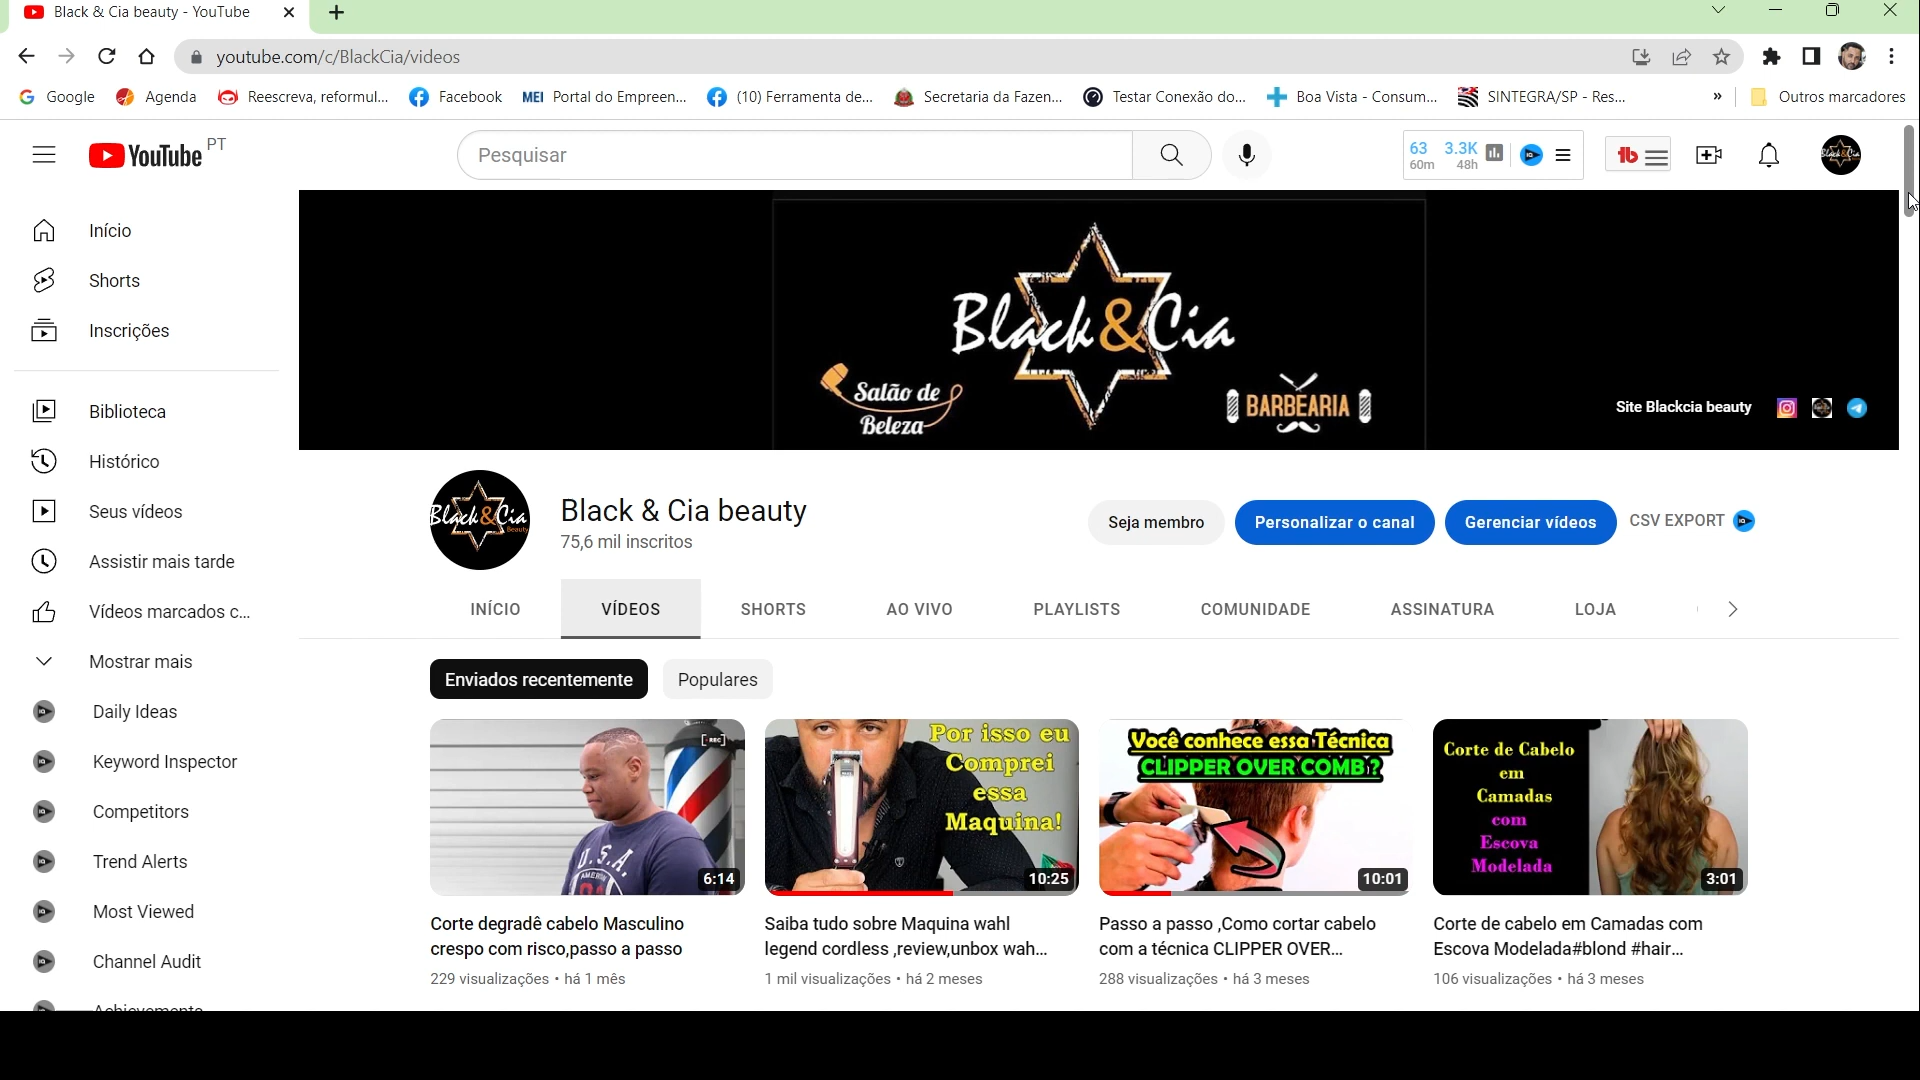 Black & Cia beauty - YouTube
youtube.com/c/BlackCia/videos
Google Agenda Reescreva, reformul... Facebook MEI Portal do Empreen... (10) Ferramenta de... Secretaria da Fazen... Testar Conexão do... Boa Vista - Consum... SINTEGRA/SP - Res... » Outros marcadores
YouTube PT
Pesquisar
63 3.3K
60m 48h
Início
Shorts
Inscrições
Biblioteca
Histórico
Seus vídeos
Assistir mais tarde
Vídeos marcados c...
Mostrar mais
Daily Ideas
Keyword Inspector
Competitors
Trend Alerts
Most Viewed
Channel Audit
Achievements
Black&Cia
Salão de
Beleza
BARBEARIA
Site Blackcia beauty
Black&Cia
Beauty
Black & Cia beauty
75,6 mil inscritos
Seja membro
Personalizar o canal
Gerenciar vídeos
CSV EXPORT
INÍCIO VÍDEOS SHORTS AO VIVO PLAYLISTS COMUNIDADE ASSINATURA LOJA
Enviados recentemente
Populares
REC
U.S.A.
AMERICA
6:14
Corte degradê cabelo Masculino
crespo com risco,passo a passo
229 visualizações • há 1 mês
Por isso eu
Comprei
essa
Maquina!
10:25
Saiba tudo sobre Maquina wahl
legend cordless ,review,unbox wah...
1 mil visualizações • há 2 meses
Você conhece essa Técnica
CLIPPER OVER COMB ?
10:01
Passo a passo ,Como cortar cabelo
com a técnica CLIPPER OVER...
288 visualizações • há 3 meses
Corte de Cabelo
em
Camadas
com
Escova
Modelada
3:01
Corte de cabelo em Camadas com
Escova Modelada#blond #hair...
106 visualizações • há 3 meses